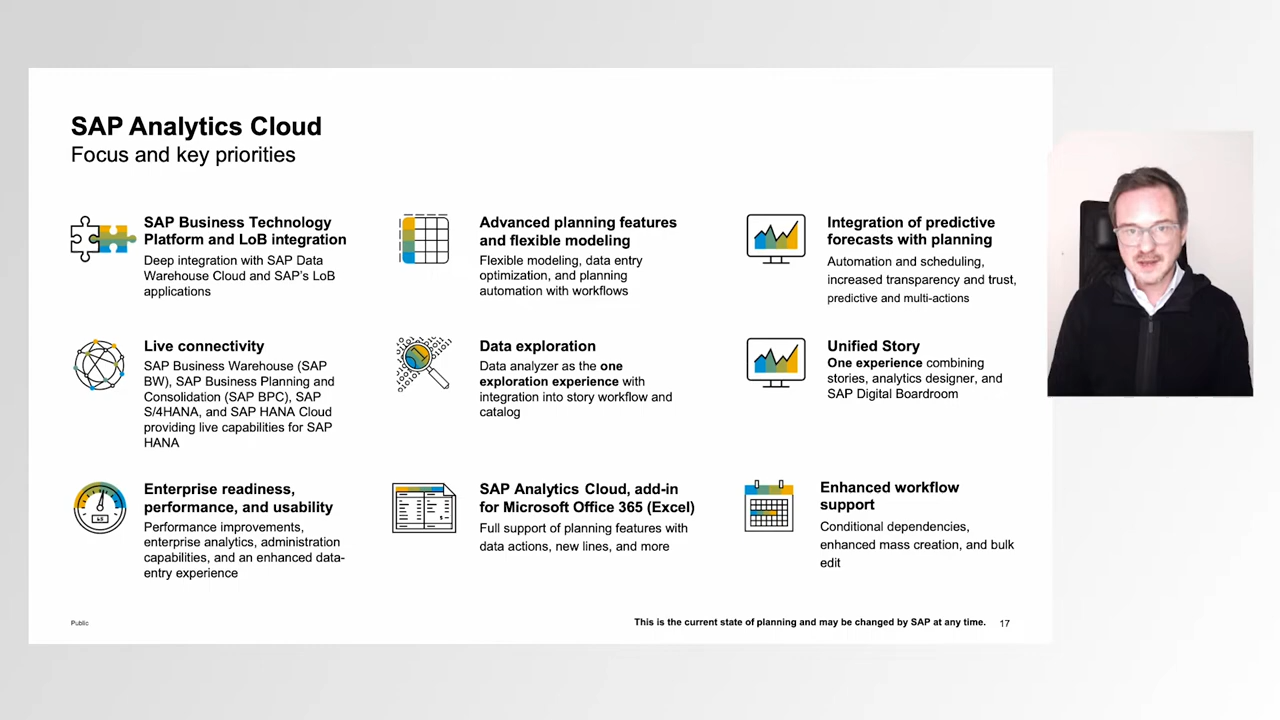 SAP Analytics Cloud
Focus and key priorities
SAP Business Technology
Platform and LoB integration
Deep integration with SAP Data
Warehouse Cloud and SAP's LoB
applications
Advanced planning features
and flexible modeling
Flexible modeling, data entry
optimization, and planning
automation with workflows
Integration of predictive
forecasts with planning
Automation and scheduling,
increased transparency and trust,
predictive and multi-actions
Live connectivity
SAP Business Warehouse (SAP
BW), SAP Business Planning and
Consolidation (SAP BPC), SAP
S/4HANA, and SAP HANA Cloud
providing live capabilities for SAP
HANA
Data exploration
Data analyzer as the one
exploration experience with
integration into story workflow and
catalog
Unified Story
One experience combining
stories, analytics designer, and
SAP Digital Boardroom
Enterprise readiness,
performance, and usability
Performance improvements,
enterprise analytics, administration
capabilities, and an enhanced data-
entry experience
SAP Analytics Cloud, add-in
for Microsoft Office 365 (Excel)
Full support of planning features with
data actions, new lines, and more
Enhanced workflow
support
Conditional dependencies,
enhanced mass creation, and bulk
edit
Public
This is the current state of planning and may be changed by SAP at any time. 17